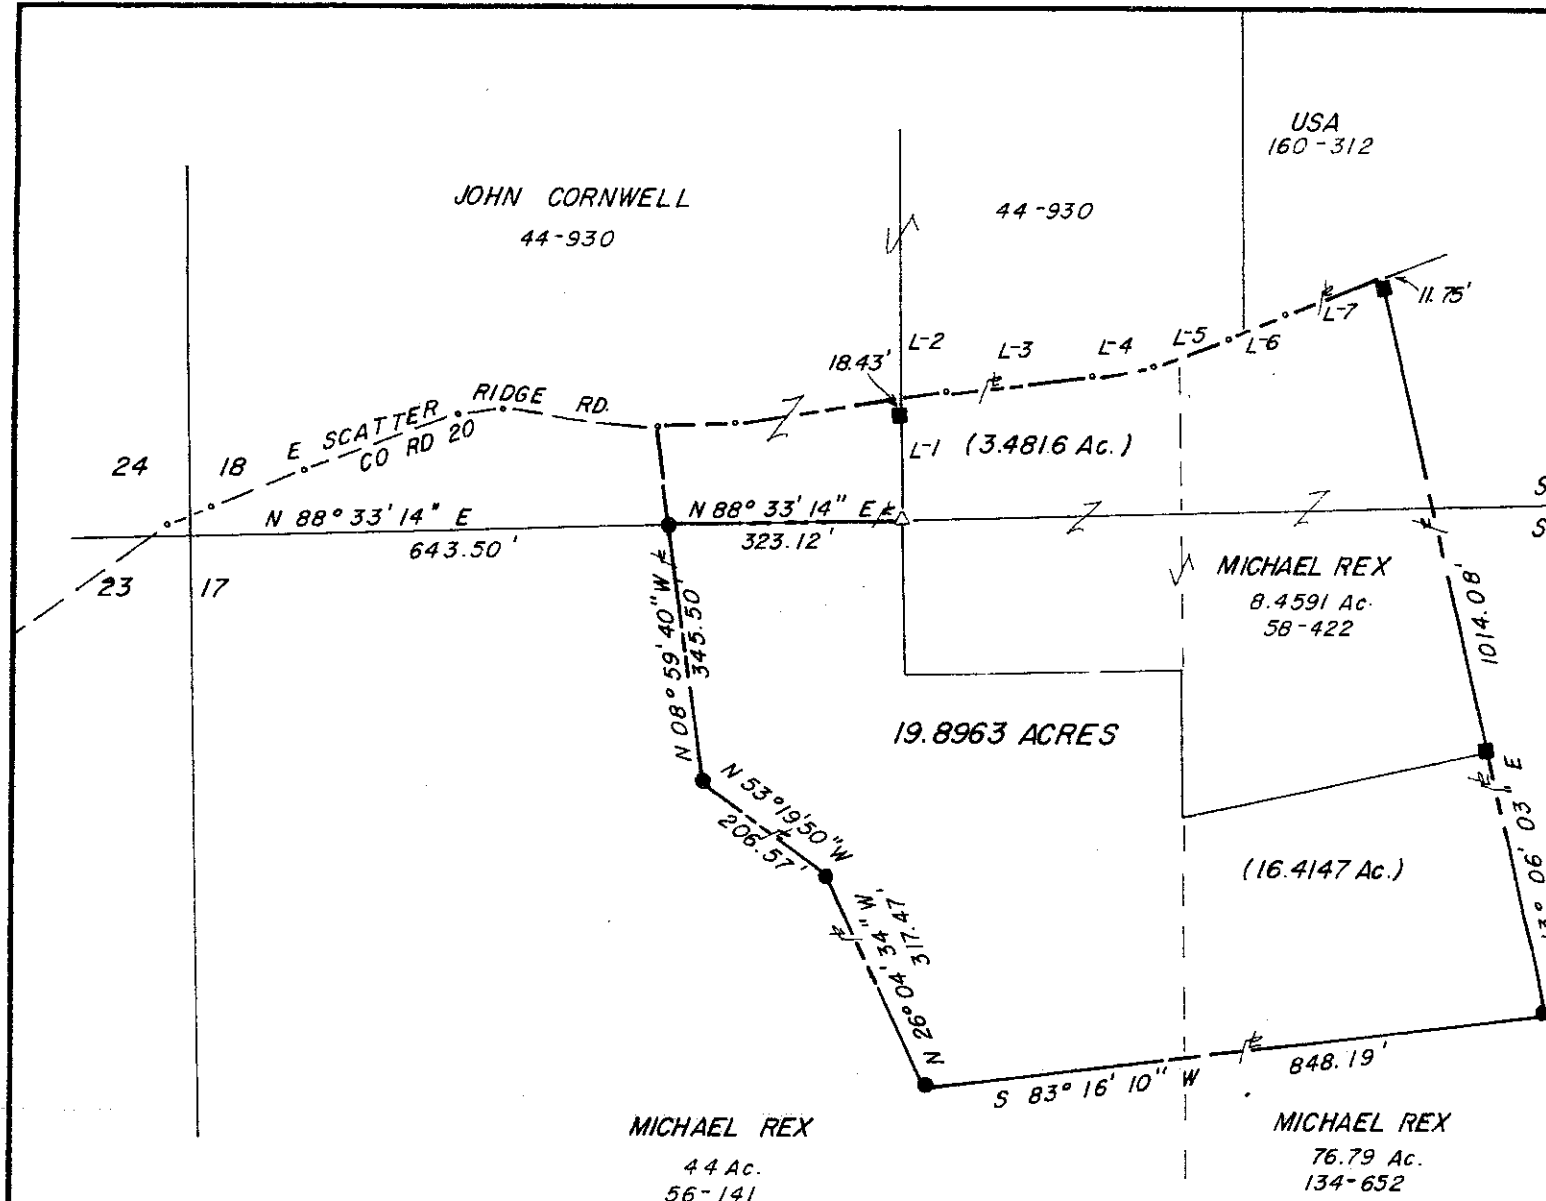 USA
160-312
JOHN CORNWELL
44-930
44-930
11.75'
L-7
L-6
L-5
L-4
L-3
L-2
18.43'
L-1
(3.4816 Ac.)
E SCATTER RIDGE RD.
CO RD 20
24
18
N 88° 33' 14" E
643.50'
N 88° 33' 14" E
323.12'
S
S
23
17
MICHAEL REX
8.4591 Ac.
58-422
1014.08'
N 08° 59' 40" W
345.50'
19.8963 ACRES
N 53° 19' 50" W
206.57'
13° 06' 03" E
(16.4147 Ac.)
N 26° 04' 34" W
317.47'
S 83° 16' 10" W
848.19'
MICHAEL REX
44 Ac.
56-141
MICHAEL REX
76.79 Ac.
134-652